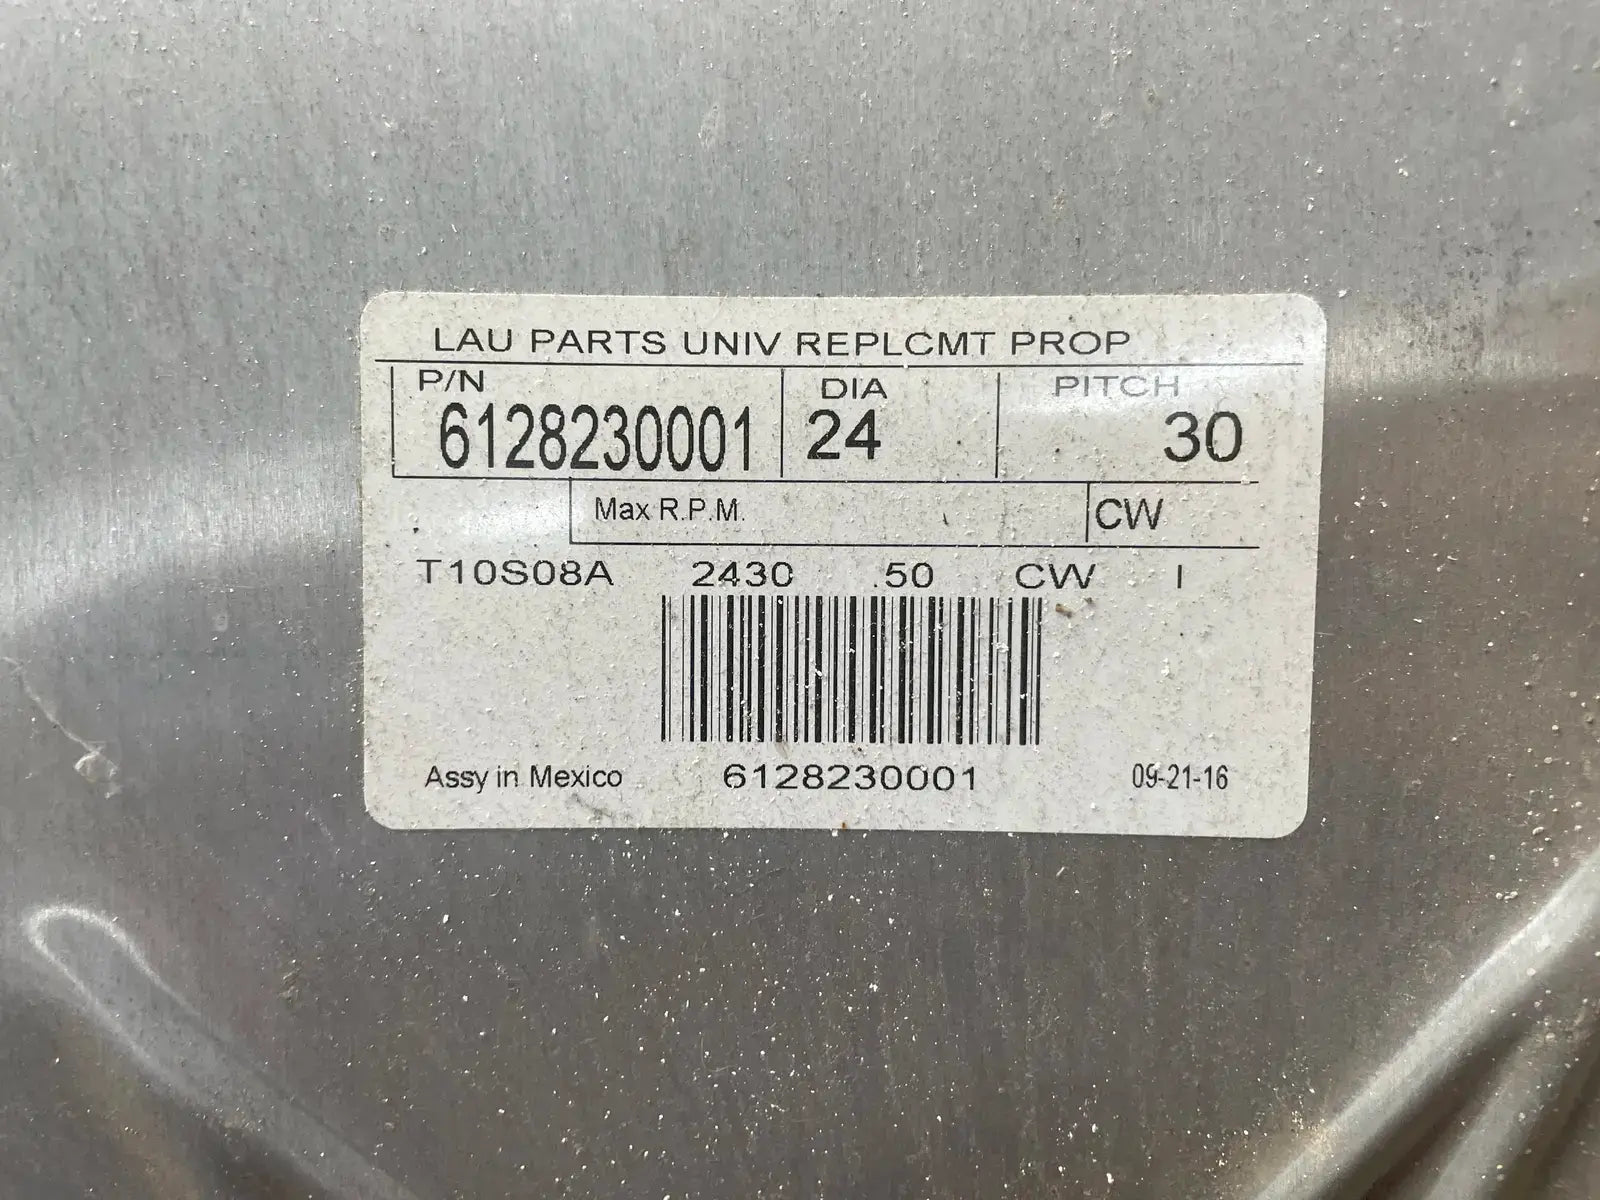 LAU PARTS UNIV REPLCMT PROP
P/N DIA PITCH
6128230001 24 30
Max R.P.M. CW
T10S08A 2430 .50 CW I
Assy in Mexico 6128230001 09-21-16